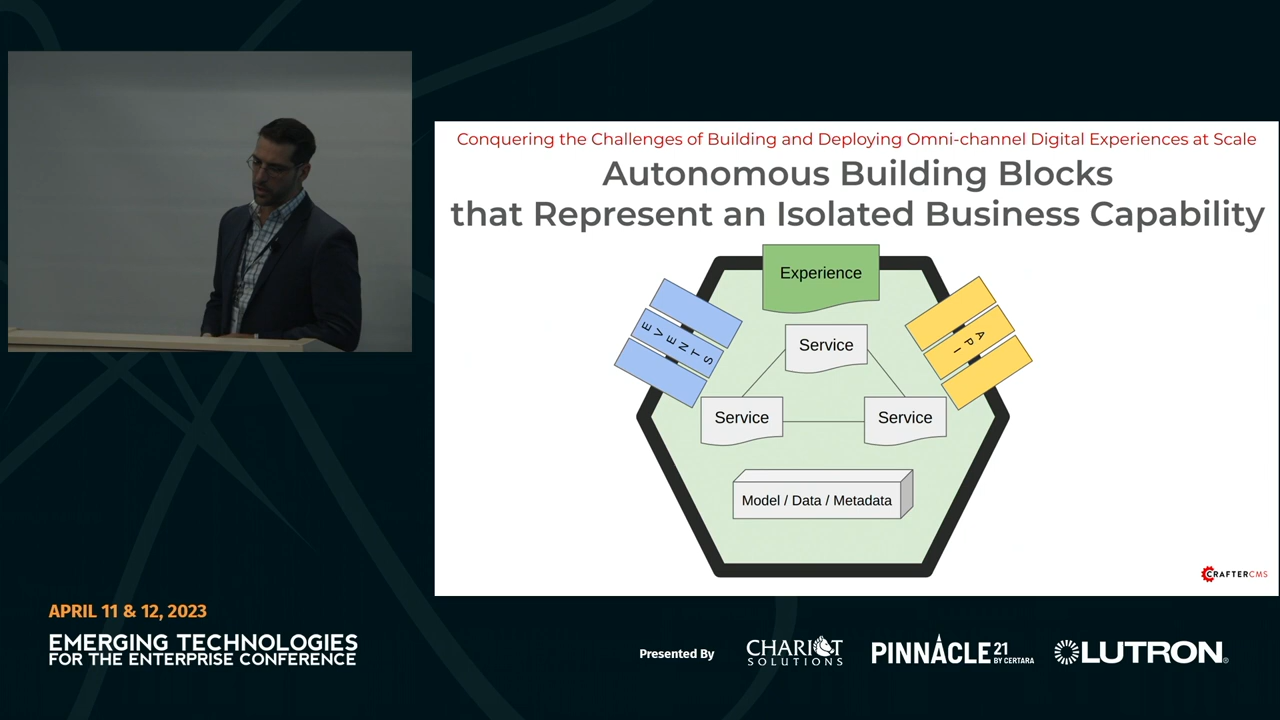 Conquering the Challenges of Building and Deploying Omni-channel Digital Experiences at Scale
Autonomous Building Blocks
that Represent an Isolated Business Capability
Experience
EVENTS
API
Service
Service
Service
Model / Data / Metadata
CRAFTERCMS
APRIL 11 & 12, 2023
EMERGING TECHNOLOGIES
FOR THE ENTERPRISE CONFERENCE
Presented By
CHARIOT
SOLUTIONS
PINNACLE 21
BY CERTARA
LUTRON®